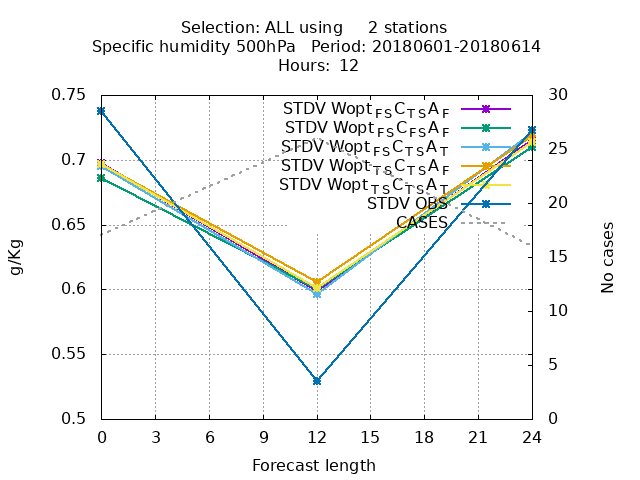 Selection: ALL using 2 stations
Specific humidity 500hPa Period: 20180601-20180614
Hours: 12
STDV Wopt FS C TS A F
STDV Wopt FS C FS A F
STDV Wopt FS C TS A T
STDV Wopt TS C TS A F
STDV Wopt TS C TS A T
STDV OBS
CASES
g/Kg
0.75
0.7
0.65
0.6
0.55
0.5
30
25
20
15
10
5
0
No cases
0 3 6 9 12 15 18 21 24
Forecast length